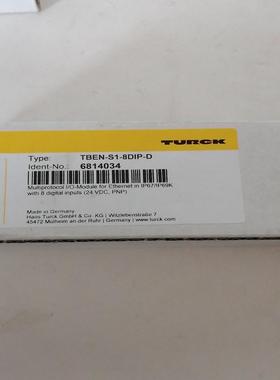 TURCK
Type: TBEN-S1-8DIP-D
Ident-No.: 6814034
Multiprotocol I/O-Module for Ethernet in IP67/IP69K
with 8 digital inputs (24 VDC, PNP)
Made in Germany
Hans Turck GmbH & Co. KG | Witzlebenstraße 7
45472 Mülheim an der Ruhr | Germany | www.turck.com